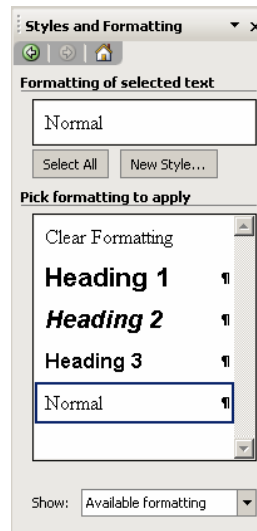 Styles and Formatting
Formatting of selected text
Normal
Select All New Style...
Pick formatting to apply
Clear Formatting
Heading 1 ¶
Heading 2 ¶
Heading 3 ¶
Normal ¶
Show: Available formatting